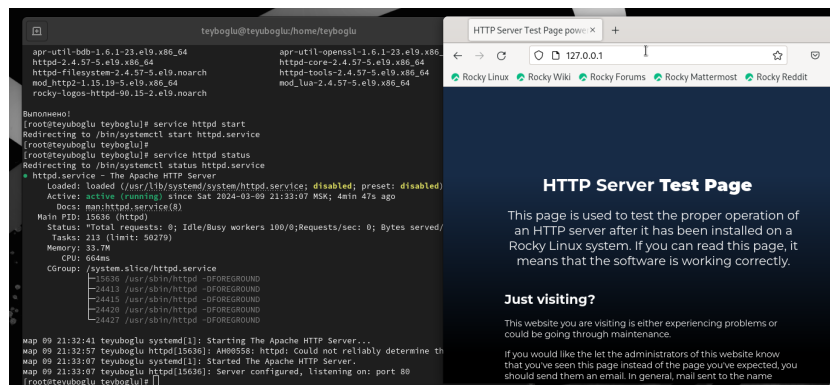 teyboglu@teyuboglu:/home/teyboglu
apr-util-bdb-1.6.1-23.el9.x86_64 apr-util-openssl-1.6.1-23.el9.x86_
httpd-2.4.57-5.el9.x86_64 httpd-core-2.4.57-5.el9.x86_64
httpd-filesystem-2.4.57-5.el9.noarch httpd-tools-2.4.57-5.el9.x86_64
mod_http2-1.15.19-5.el9.x86_64 mod_lua-2.4.57-5.el9.x86_64
rocky-logos-httpd-90.15-2.el9.noarch
Выполнено!
[root@teyuboglu teyboglu]# service httpd start
Redirecting to /bin/systemctl start httpd.service
[root@teyuboglu teyboglu]#
[root@teyuboglu teyboglu]# service httpd status
Redirecting to /bin/systemctl status httpd.service
● httpd.service - The Apache HTTP Server
Loaded: loaded (/usr/lib/systemd/system/httpd.service; disabled; preset: disabled)
Active: active (running) since Sat 2024-03-09 21:33:07 MSK; 4min 47s ago
Docs: man:httpd.service(8)
Main PID: 15636 (httpd)
Status: "Total requests: 0; Idle/Busy workers 100/0;Requests/sec: 0; Bytes served/
Tasks: 213 (limit: 50279)
Memory: 33.7M
CPU: 664ms
CGroup: /system.slice/httpd.service
├─15636 /usr/sbin/httpd -DFOREGROUND
├─24413 /usr/sbin/httpd -DFOREGROUND
├─24415 /usr/sbin/httpd -DFOREGROUND
├─24420 /usr/sbin/httpd -DFOREGROUND
└─24427 /usr/sbin/httpd -DFOREGROUND
мар 09 21:32:41 teyuboglu systemd[1]: Starting The Apache HTTP Server...
мар 09 21:32:57 teyuboglu httpd[15636]: AH00558: httpd: Could not reliably determine th
мар 09 21:33:07 teyuboglu systemd[1]: Started The Apache HTTP Server.
мар 09 21:33:07 teyuboglu httpd[15636]: Server configured, listening on: port 80
[root@teyuboglu teyboglu]#
HTTP Server Test Page powe
127.0.0.1
Rocky Linux Rocky Wiki Rocky Forums Rocky Mattermost Rocky Reddit
HTTP Server Test Page
This page is used to test the proper operation of
an HTTP server after it has been installed on a
Rocky Linux system. If you can read this page, it
means that the software is working correctly.
Just visiting?
This website you are visiting is either experiencing problems or
could be going through maintenance.
If you would like the let the administrators of this website know
that you've seen this page instead of the page you've expected, you
should send them an email. In general, mail sent to the name